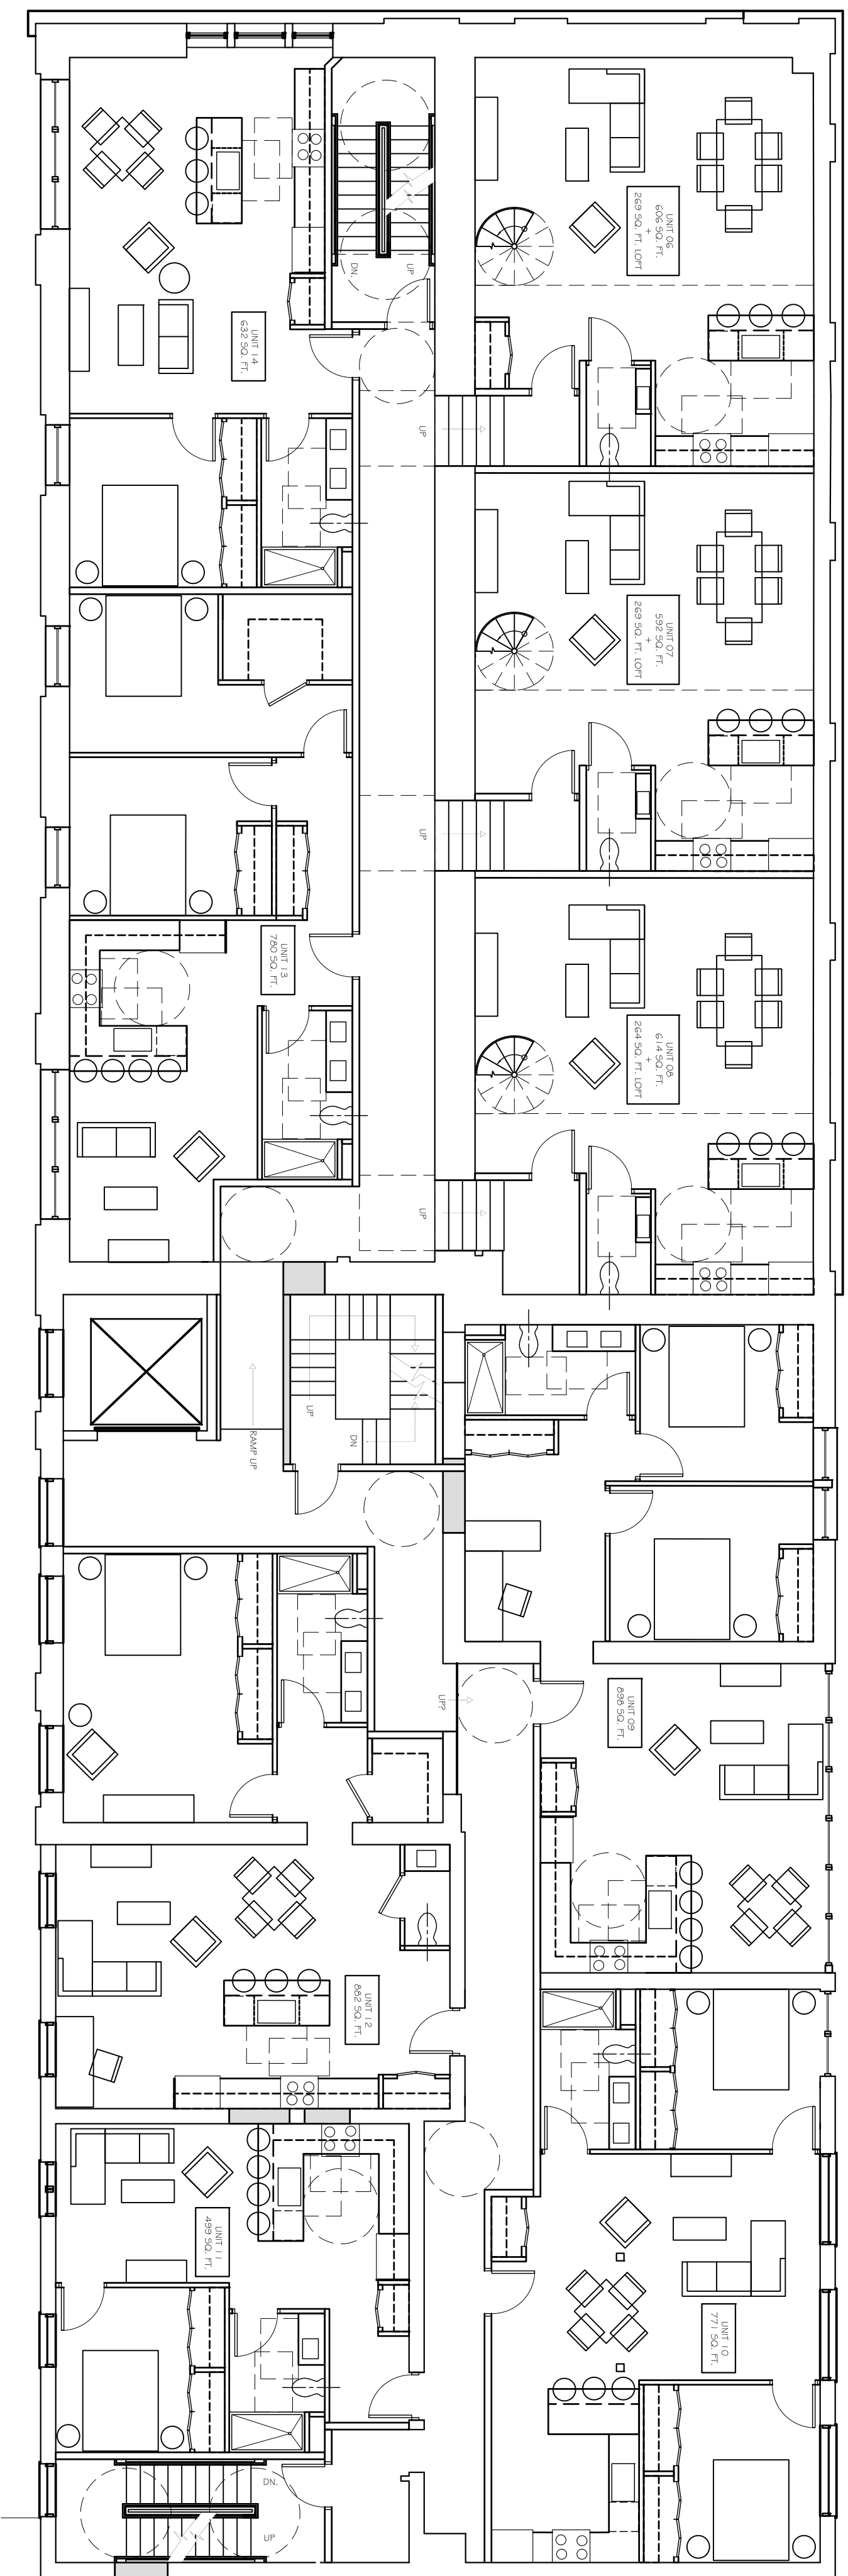 UNIT 06
606 SQ. FT.
+
269 SQ. FT. LOFT
DN.
UP
UNIT 14
632 SQ. FT.
UP
UNIT 07
592 SQ. FT.
+
269 SQ. FT. LOFT
UP
UNIT 13
780 SQ. FT.
UNIT 08
614 SQ. FT.
+
264 SQ. FT. LOFT
UP
UP
DN
RAMP UP
UP?
UNIT 09
898 SQ. FT.
UNIT 12
882 SQ. FT.
UNIT 11
499 SQ. FT.
UNIT 10
771 SQ. FT.
DN.
UP